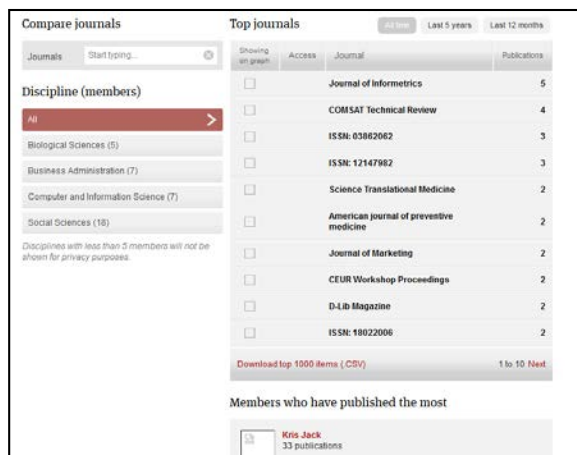 Compare journals
Journals
Start typing...
Discipline (members)
All
Biological Sciences (5)
Business Administration (7)
Computer and Information Science (7)
Social Sciences (18)
Disciplines with less than 5 members will not be
shown for privacy purposes.
Top journals
All time
Last 5 years
Last 12 months
Showing
on graph
Access
Journal
Publications
Journal of Informetrics 5
COMSAT Technical Review 4
ISSN: 03862062 3
ISSN: 12147982 3
Science Translational Medicine 2
American journal of preventive
medicine 2
Journal of Marketing 2
CEUR Workshop Proceedings 2
D-Lib Magazine 2
ISSN: 18022006 2
Download top 1000 items (.CSV)
1 to 10 Next
Members who have published the most
Kris Jack
33 publications